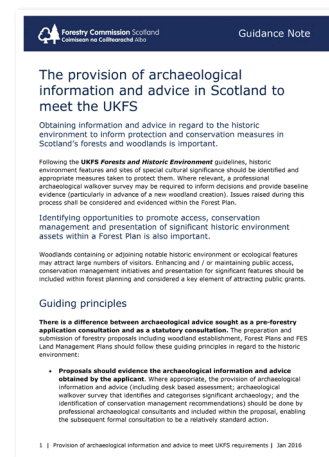 Forestry Commission Scotland
Coimisean na Coilltearachd Alba
Guidance Note
The provision of archaeological
information and advice in Scotland to
meet the UKFS
Obtaining information and advice in regard to the historic
environment to inform protection and conservation measures in
Scotland's forests and woodlands is important.
Following the UKFS Forests and Historic Environment guidelines, historic
environment features and sites of special cultural significance should be identified and
appropriate measures taken to protect them. Where relevant, a professional
archaeological walkover survey may be required to inform decisions and provide baseline
evidence (particularly in advance of a new woodland creation). Issues raised during this
process shall be considered and evidenced within the Forest Plan.
Identifying opportunities to promote access, conservation
management and presentation of significant historic environment
assets within a Forest Plan is also important.
Woodlands containing or adjoining notable historic environment or ecological features
may attract large numbers of visitors. Enhancing and / or maintaining public access,
conservation management initiatives and presentation for significant features should be
included within forest planning and considered a key element of attracting public grants.
Guiding principles
There is a difference between archaeological advice sought as a pre-forestry
application consultation and as a statutory consultation. The preparation and
submission of forestry proposals including woodland establishment, Forest Plans and FES
Land Management Plans should follow these guiding principles in regard to the historic
environment:
• Proposals should evidence the archaeological information and advice
obtained by the applicant. Where appropriate, the provision of archaeological
information and advice (including desk based assessment; archaeological
walkover survey that identifies and categorises significant archaeology; and the
identification of conservation management recommendations) should be done by
professional archaeological consultants and included within the proposal, enabling
the subsequent formal consultation to be a relatively standard action.
1 | Provision of archaeological information and advice to meet UKFS requirements | Jan 2016